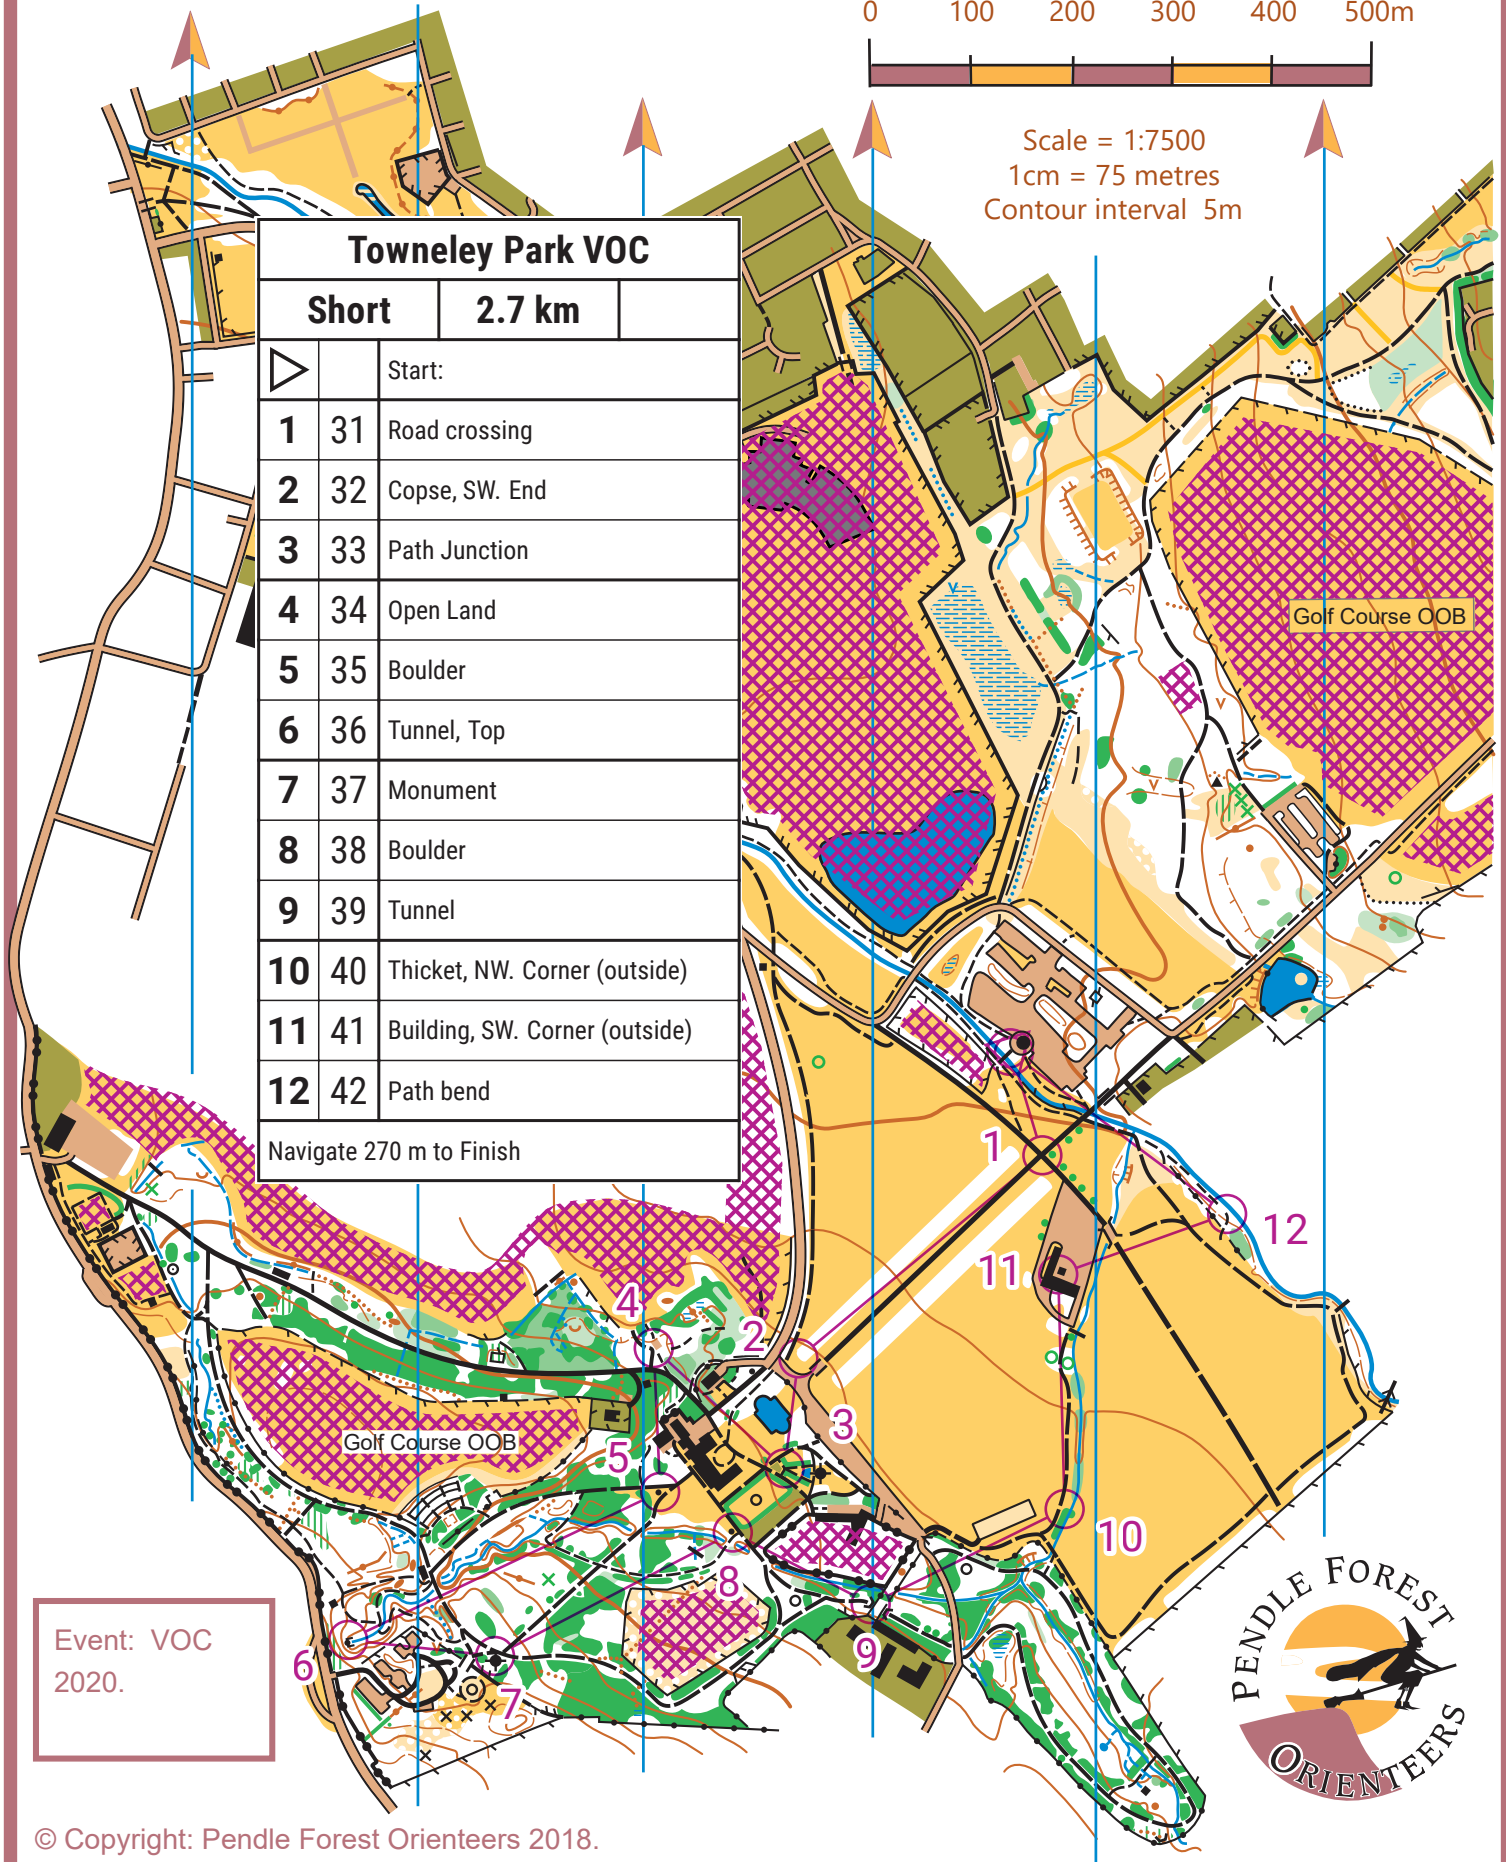 0 100 200 300 400 500m
Scale = 1:7500
1cm = 75 metres
Contour interval 5m
Towneley Park VOC
Short 2.7 km
Start:
1 31 Road crossing
2 32 Copse, SW. End
3 33 Path Junction
4 34 Open Land
5 35 Boulder
6 36 Tunnel, Top
7 37 Monument
8 38 Boulder
9 39 Tunnel
10 40 Thicket, NW. Corner (outside)
11 41 Building, SW. Corner (outside)
12 42 Path bend
Navigate 270 m to Finish
Golf Course OOB
1
12
11
4
2
3
Golf Course OOB
5
10
8
9
6
7
Event: VOC
2020.
PENDLE FOREST
ORIENTEERS
© Copyright: Pendle Forest Orienteers 2018.